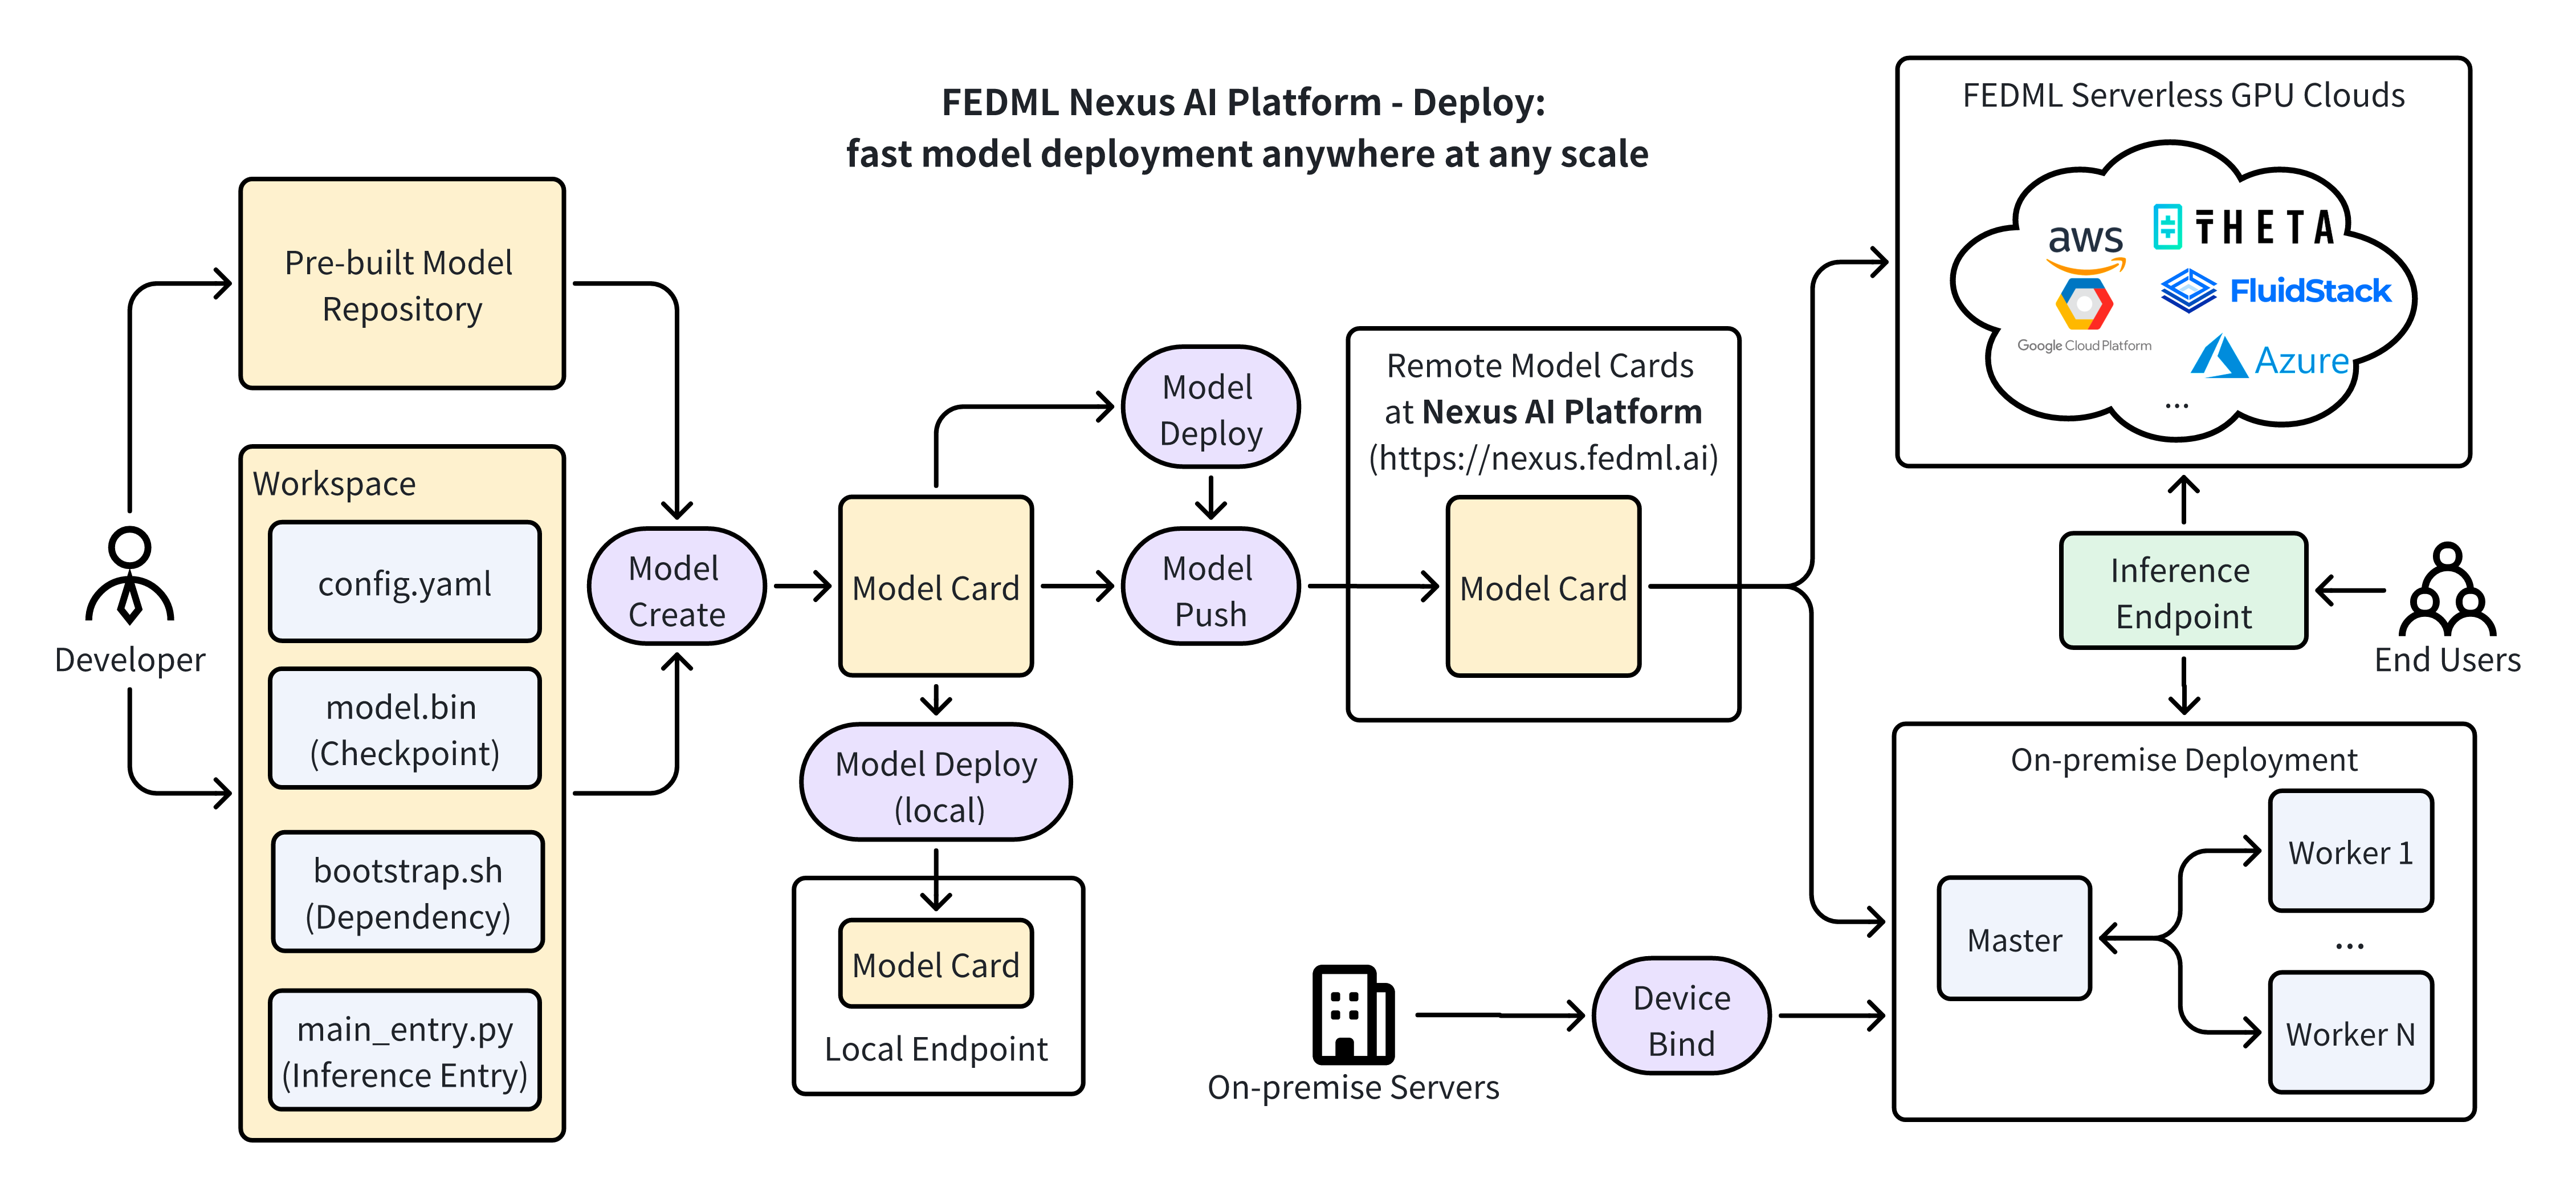 FEDML Nexus AI Platform - Deploy:
fast model deployment anywhere at any scale
Developer
Pre-built Model
Repository
Workspace
config.yaml
model.bin
(Checkpoint)
bootstrap.sh
(Dependency)
main_entry.py
(Inference Entry)
Model
Create
Model Card
Model
Deploy
Model
Push
Model Deploy
(local)
Model Card
Local Endpoint
Remote Model Cards
at Nexus AI Platform
(https://nexus.fedml.ai)
Model Card
On-premise Servers
Device
Bind
FEDML Serverless GPU Clouds
aws
THETA
Google Cloud Platform
FluidStack
Azure
...
Inference
Endpoint
End Users
On-premise Deployment
Master
Worker 1
...
Worker N